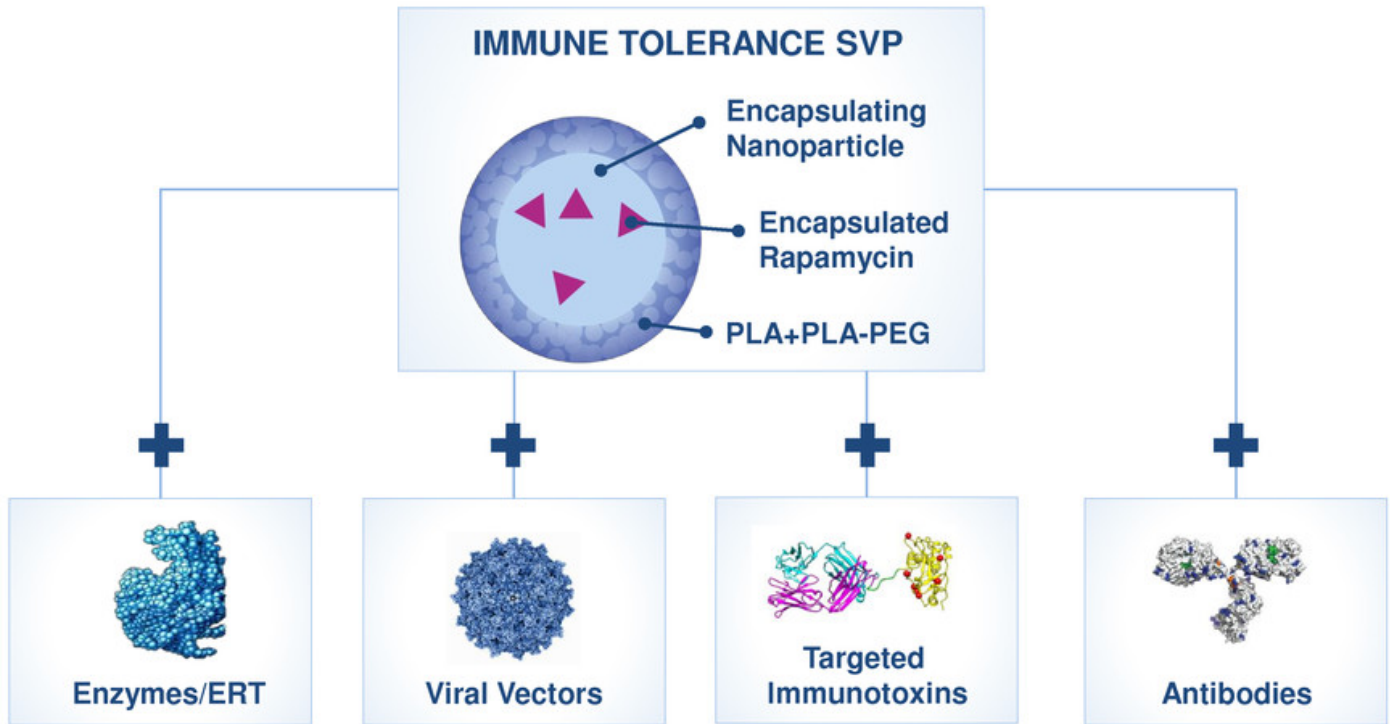 IMMUNE TOLERANCE SVP
Encapsulating
Nanoparticle
Encapsulated
Rapamycin
PLA+PLA-PEG
Enzymes/ERT
Viral Vectors
Targeted
Immunotoxins
Antibodies